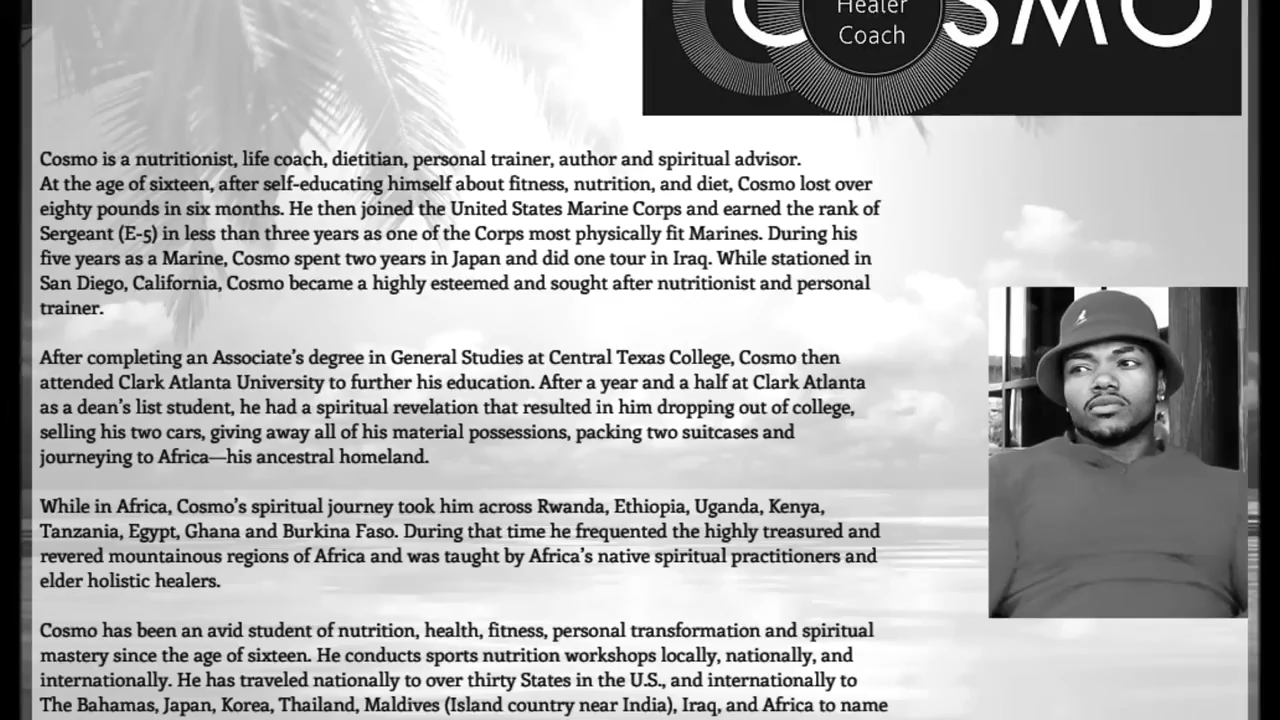 Healer
Coach
COSMO
Cosmo is a nutritionist, life coach, dietitian, personal trainer, author and spiritual advisor.
At the age of sixteen, after self-educating himself about fitness, nutrition, and diet, Cosmo lost over
eighty pounds in six months. He then joined the United States Marine Corps and earned the rank of
Sergeant (E-5) in less than three years as one of the Corps most physically fit Marines. During his
five years as a Marine, Cosmo spent two years in Japan and did one tour in Iraq. While stationed in
San Diego, California, Cosmo became a highly esteemed and sought after nutritionist and personal
trainer.
After completing an Associate's degree in General Studies at Central Texas College, Cosmo then
attended Clark Atlanta University to further his education. After a year and a half at Clark Atlanta
as a dean's list student, he had a spiritual revelation that resulted in him dropping out of college,
selling his two cars, giving away all of his material possessions, packing two suitcases and
journeying to Africa—his ancestral homeland.
While in Africa, Cosmo's spiritual journey took him across Rwanda, Ethiopia, Uganda, Kenya,
Tanzania, Egypt, Ghana and Burkina Faso. During that time he frequented the highly treasured and
revered mountainous regions of Africa and was taught by Africa's native spiritual practitioners and
elder holistic healers.
Cosmo has been an avid student of nutrition, health, fitness, personal transformation and spiritual
mastery since the age of sixteen. He conducts sports nutrition workshops locally, nationally, and
internationally. He has traveled nationally to over thirty States in the U.S., and internationally to
The Bahamas, Japan, Korea, Thailand, Maldives (Island country near India), Iraq, and Africa to name